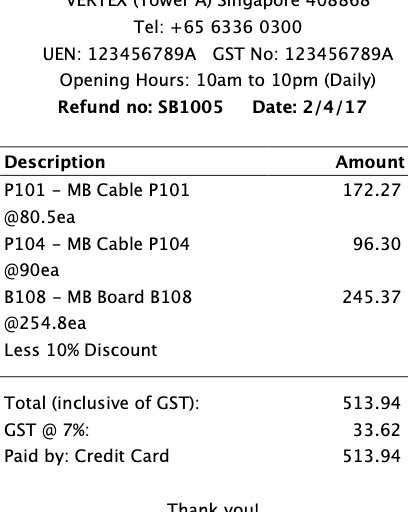 VERTEX (Tower A) Singapore 408868
Tel: +65 6336 0300
UEN: 123456789A GST No: 123456789A
Opening Hours: 10am to 10pm (Daily)
Refund no: SB1005 Date: 2/4/17
Description Amount
P101 - MB Cable P101 172.27
@80.5ea
P104 - MB Cable P104 96.30
@90ea
B108 - MB Board B108 245.37
@254.8ea
Less 10% Discount
Total (inclusive of GST): 513.94
GST @ 7%: 33.62
Paid by: Credit Card 513.94
Thank you!